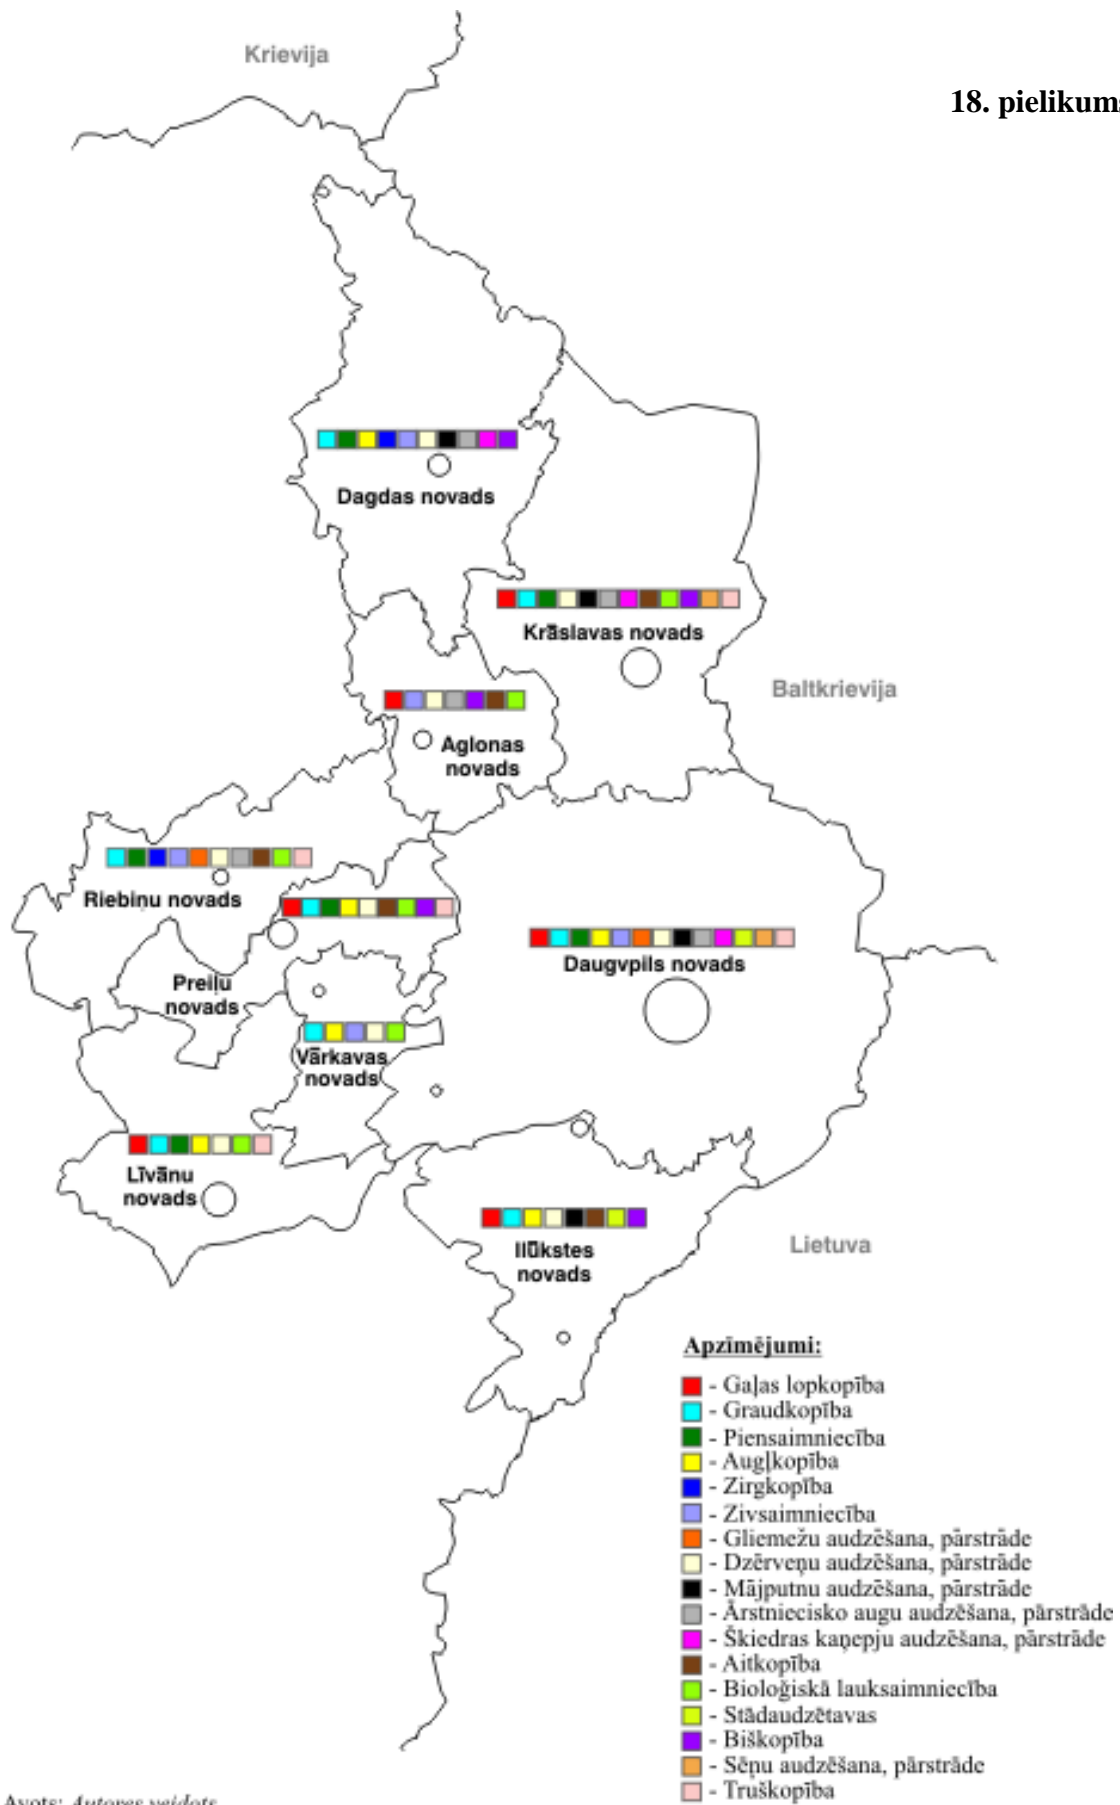 Krievija
18. pielikums
Dagdas novads
Krāslavas novads
Baltkrievija
Aglonas
novads
Riebiņu novads
Preiļu
novads
Daugvpils novads
Vārkavas
novads
Līvānu
novads
Ilūkstes
novads
Lietuva
Apzīmējumi:
- Gaļas lopkopība
- Graudkopība
- Piensaimniecība
- Augļkopība
- Zirgkopība
- Zivsaimniecība
- Gliemežu audzēšana, pārstrāde
- Dzērveņu audzēšana, pārstrāde
- Mājputnu audzēšana, pārstrāde
- Ārstniecisko augu audzēšana, pārstrāde
- Šķiedras kaņepju audzēšana, pārstrāde
- Aitkopība
- Bioloģiskā lauksaimniecība
- Stādaudzētavas
- Biškopība
- Sēņu audzēšana, pārstrāde
- Truškopība
Avots: Autores veidots